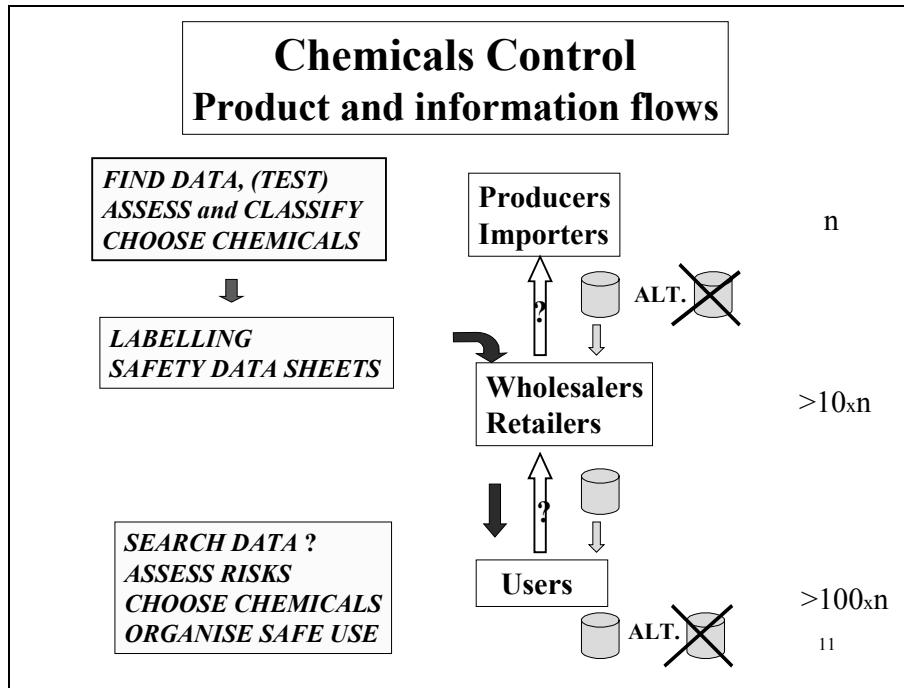 Chemicals Control
Product and information flows
FIND DATA, (TEST)
ASSESS and CLASSIFY
CHOOSE CHEMICALS
Producers
Importers
n
ALT.
?
LABELLING
SAFETY DATA SHEETS
Wholesalers
Retailers
>10xn
?
SEARCH DATA ?
ASSESS RISKS
CHOOSE CHEMICALS
ORGANISE SAFE USE
Users
>100xn
ALT.
11